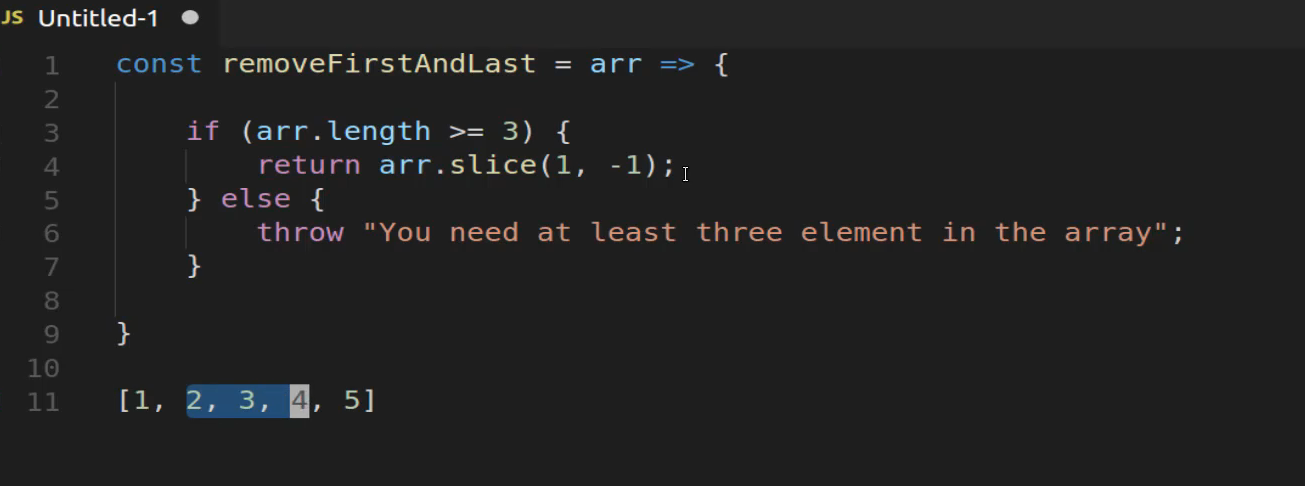 JS Untitled-1
1 const removeFirstAndLast = arr => {
2
3 if (arr.length >= 3) {
4 return arr.slice(1, -1);
5 } else {
6 throw "You need at least three element in the array";
7 }
8
9 }
10
11 [1, 2, 3, 4, 5]